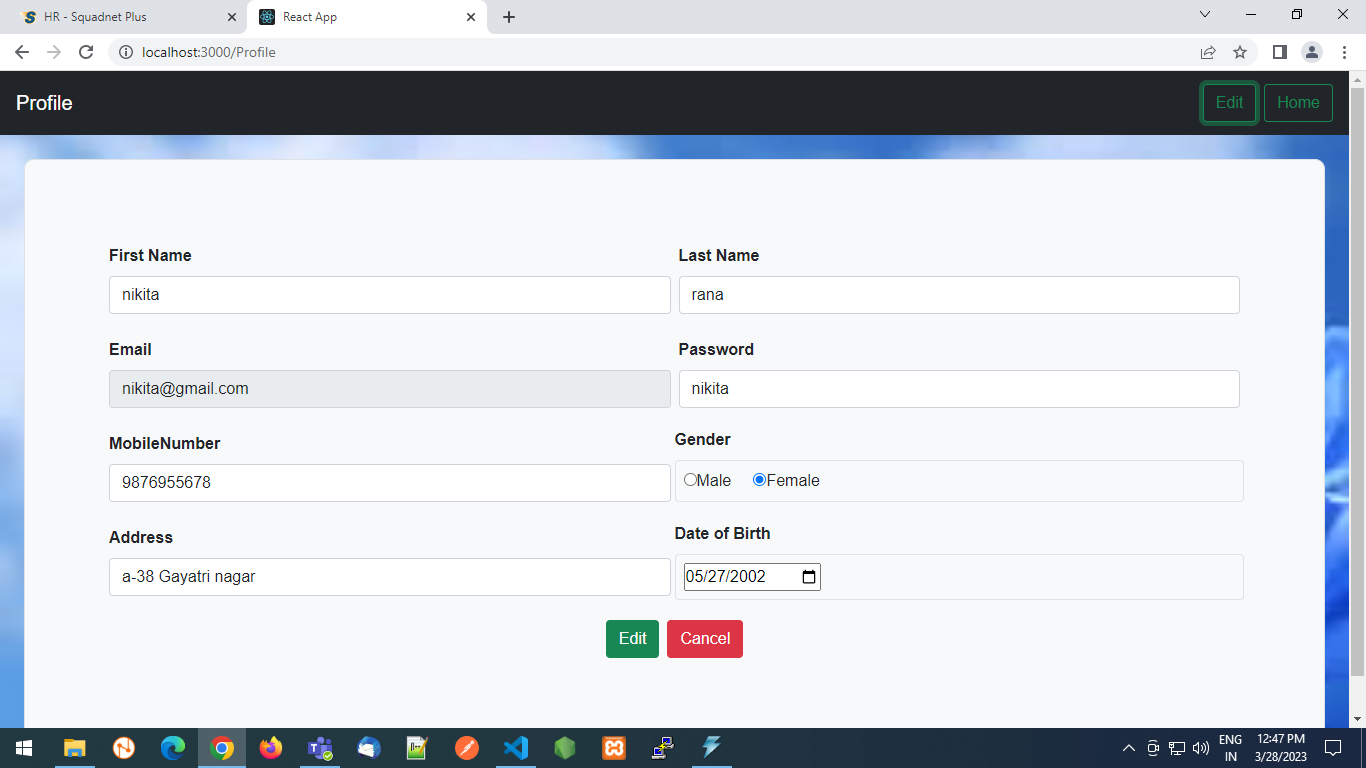 HR - Squadnet Plus
React App
localhost:3000/Profile
Profile
Edit Home
First Name
Last Name
nikita
rana
Email
Password
nikita@gmail.com
nikita
MobileNumber
Gender
9876955678
Male Female
Address
Date of Birth
a-38 Gayatri nagar
05/27/2002
Edit Cancel
ENG
IN
12:47 PM
3/28/2023